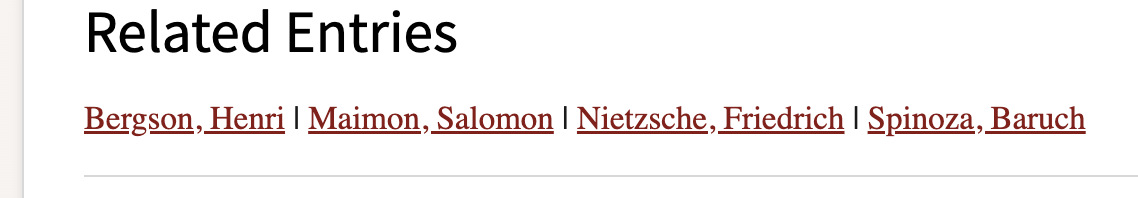 Related Entries
Bergson, Henri | Maimon, Salomon | Nietzsche, Friedrich | Spinoza, Baruch